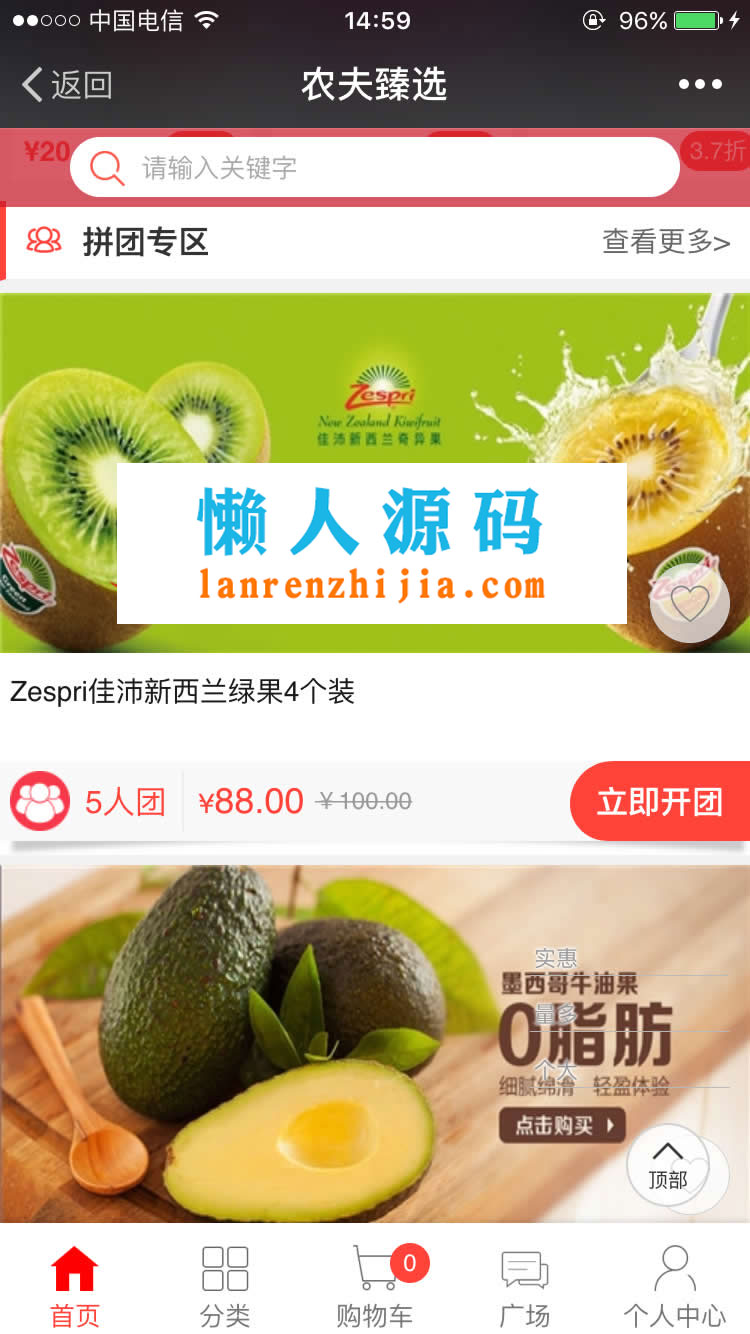 中国电信 14:59 96%
返回 农夫臻选
¥20 请输入关键字 3.7折
拼团专区 查看更多>
Zespri
New Zealand Kiwifruit
佳沛新西兰奇异果
懒人源码
lanrenzhijia.com
Zespri
Green
Zespri
Zespri佳沛新西兰绿果4个装
5人团 ¥88.00 ¥100.00 立即开团
实惠
墨西哥牛油果
量多
0脂肪
个大
细腻绵滑 轻盈体验
点击购买
顶部
0
首页 分类 购物车 广场 个人中心